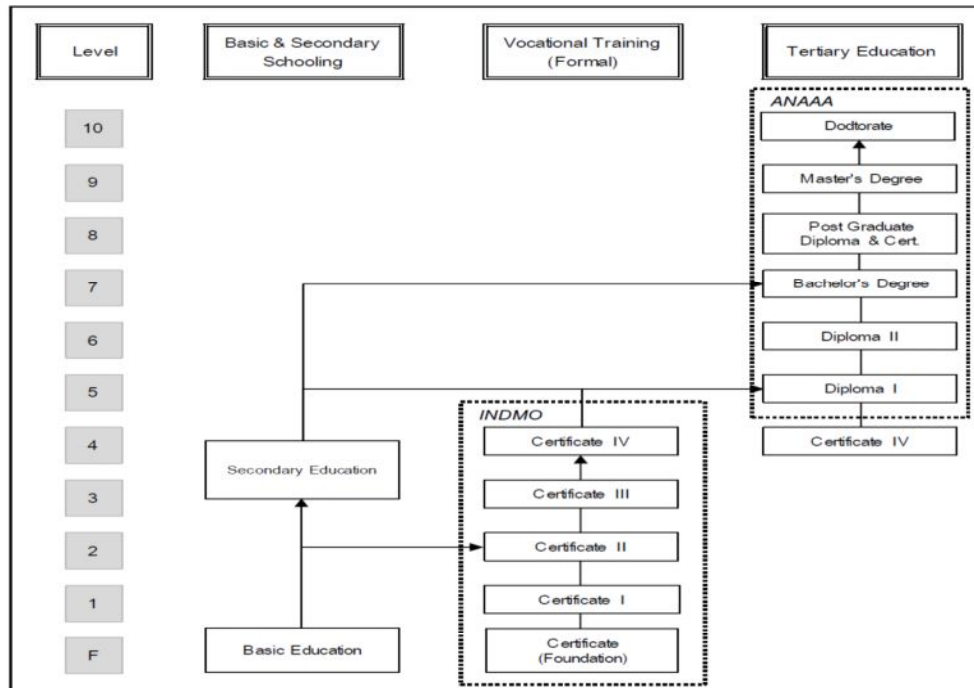 Level
Basic & Secondary
Schooling
Vocational Training
(Formal)
Tertiary Education
ANAAA
10
Dodtorate
9
Master's Degree
8
Post Graduate
Diploma & Cert.
7
Bachelor's Degree
6
Diploma II
5
Diploma I
INDMO
4
Certificate IV
Certificate IV
Secondary Education
3
Certificate III
2
Certificate II
1
Certificate I
F
Basic Education
Certificate
(Foundation)